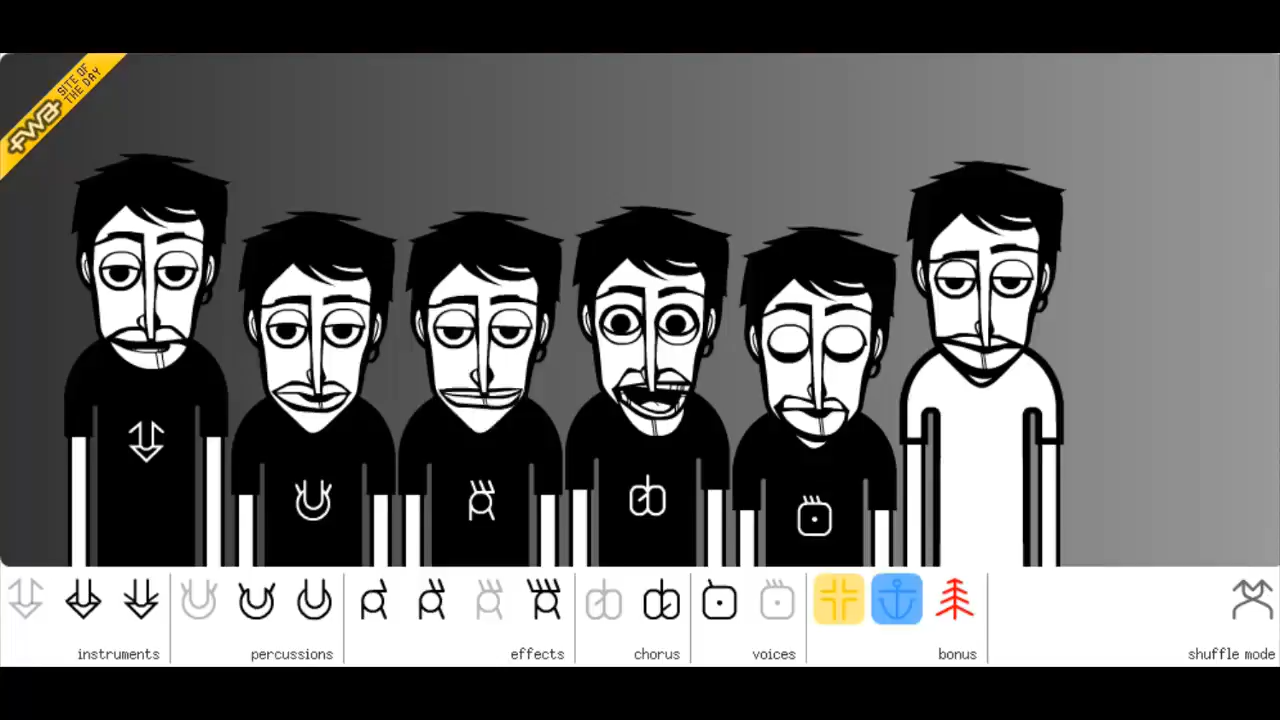 SITE OF
THE DAY
fwa
instruments
percussions
effects
chorus
voices
bonus
shuffle mode